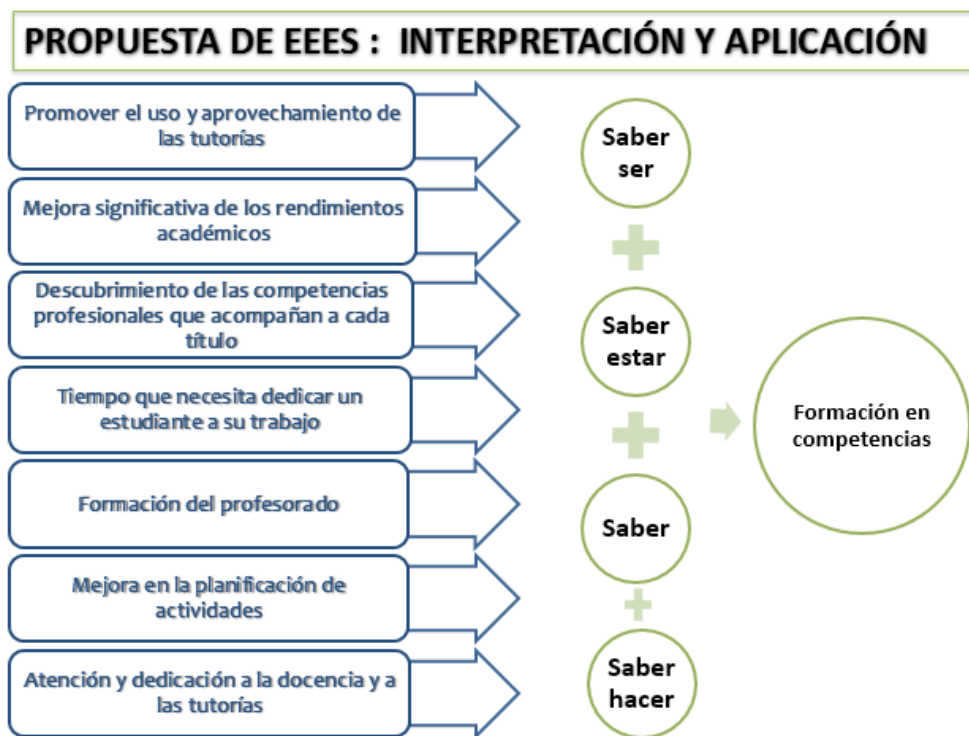 PROPUESTA DE EEES : INTERPRETACIÓN Y APLICACIÓN
Promover el uso y aprovechamiento de
las tutorías
Mejora significativa de los rendimientos
académicos
Descubrimiento de las competencias
profesionales que acompañan a cada
título
Tiempo que necesita dedicar un
estudiante a su trabajo
Formación del profesorado
Mejora en la planificación de
actividades
Atención y dedicación a la docencia y a
las tutorías
Saber
ser
Saber
estar
Saber
Saber
hacer
Formación en
competencias